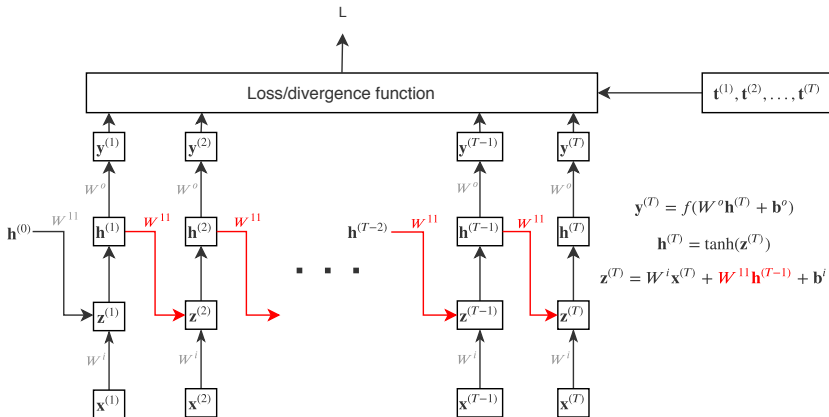 L
Loss/divergence function
t^(1), t^(2), . . . , t^(T)
y^(1) y^(2) y^(T−1) y^(T)
W^o W^o W^o W^o
y^(T) = f(W^o h^(T) + b^o)
h^(0) W^11 h^(1) W^11 h^(2) W^11 h^(T−2) W^11 h^(T−1) W^11 h^(T)
h^(T) = tanh(z^(T))
. . .
z^(T) = W^i x^(T) + W^11 h^(T−1) + b^i
z^(1) z^(2) z^(T−1) z^(T)
W^i W^i W^i W^i
x^(1) x^(2) x^(T−1) x^(T)